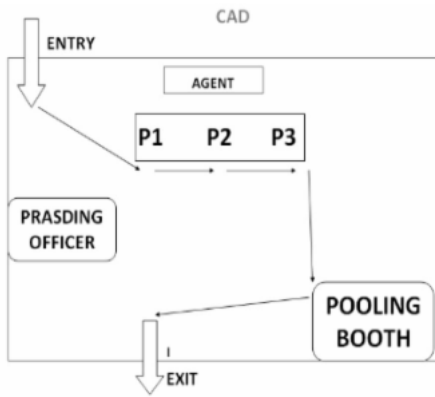 CAD
ENTRY
AGENT
P1 P2 P3
PRASDING
OFFICER
POOLING
BOOTH
I
EXIT